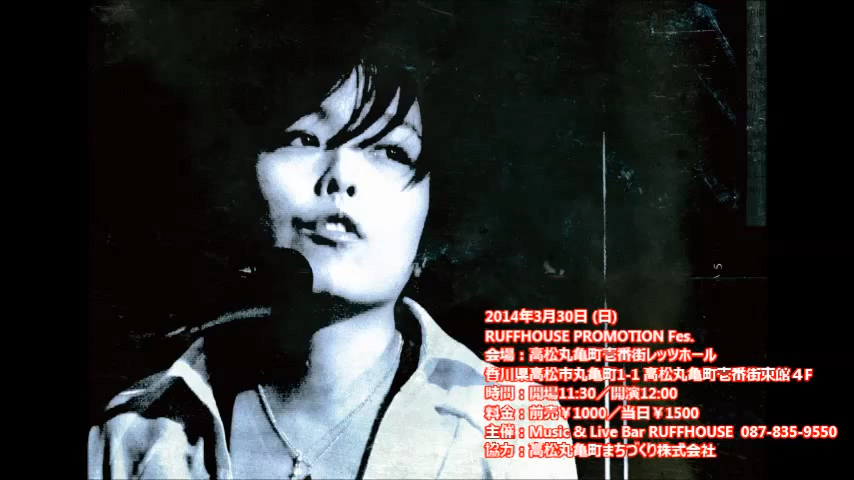 2014年3月30日 (日)
RUFFHOUSE PROMOTION Fes.
会場：高松丸亀町壱番街レッツホール
香川県高松市丸亀町1-1 高松丸亀町壱番街東館４F
時間：開場11:30／開演12:00
料金：前売￥1000／当日￥1500
主催：Music & Live Bar RUFFHOUSE 087-835-9550
協力：高松丸亀町まちづくり株式会社